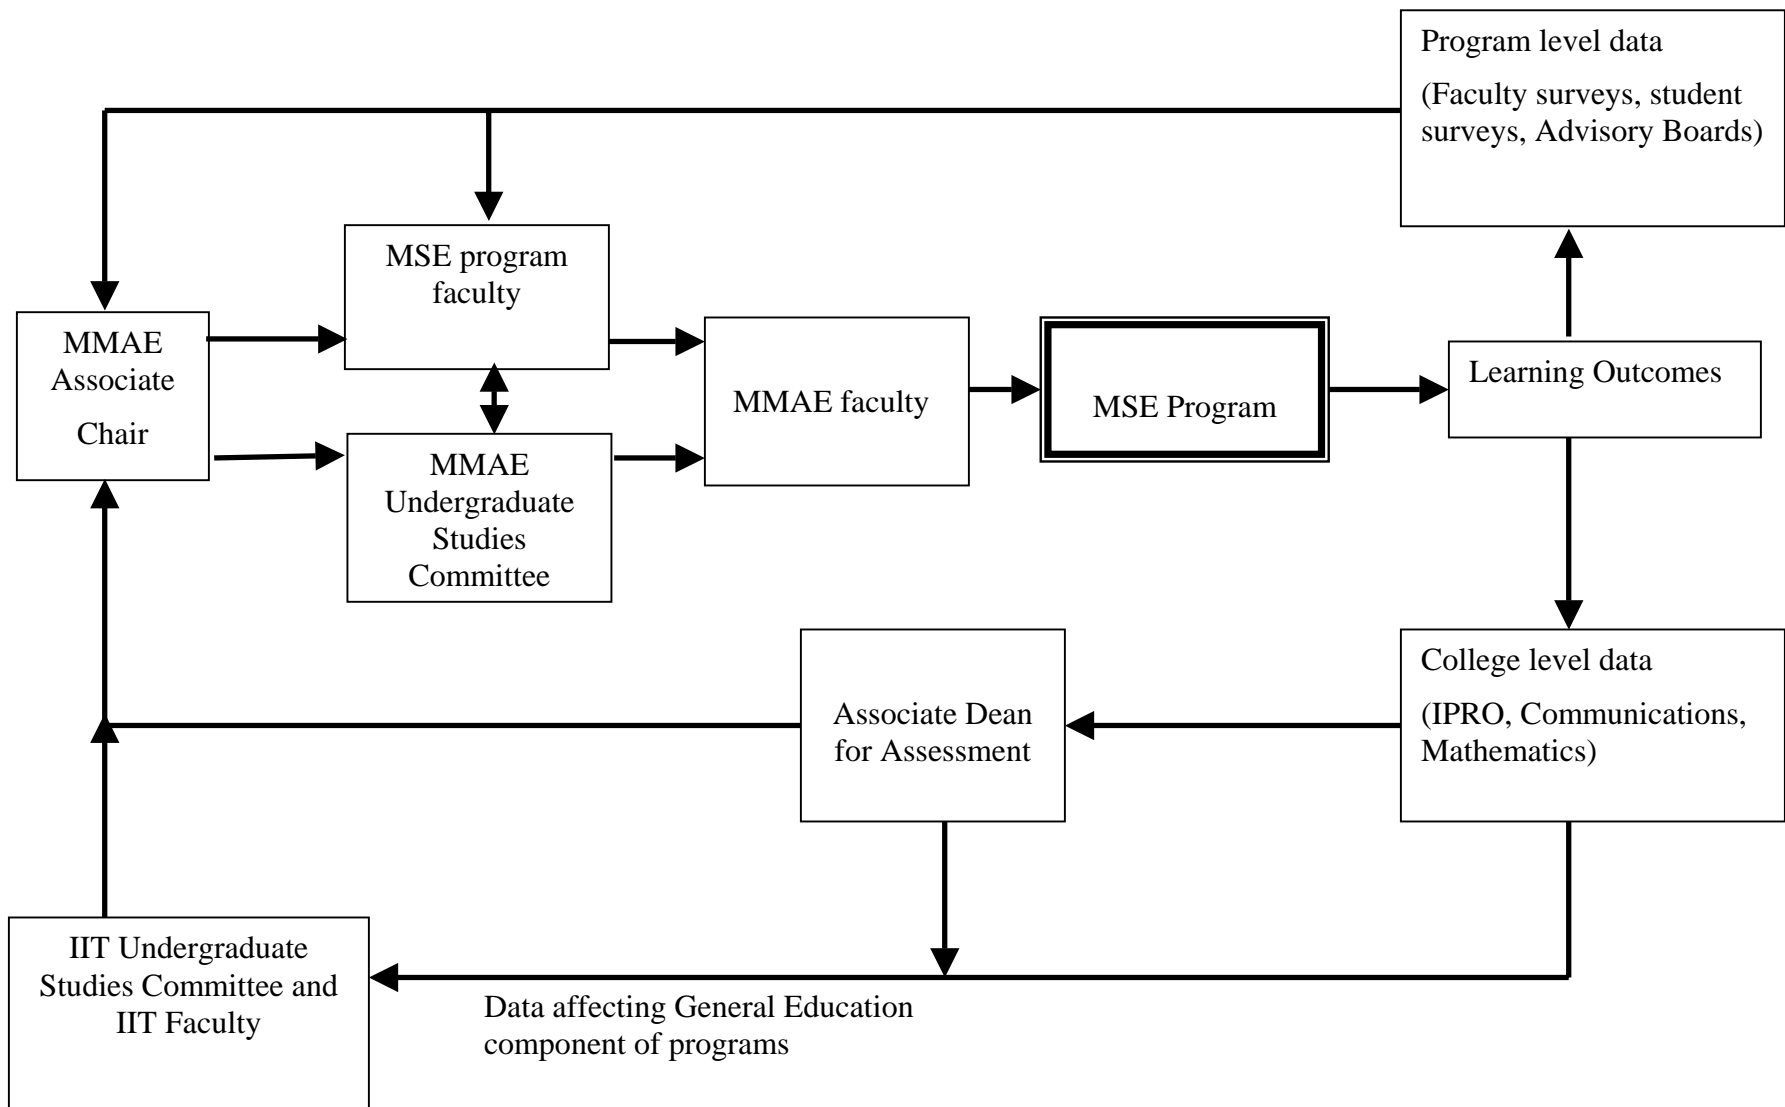 Program level data
(Faculty surveys, student
surveys, Advisory Boards)
MSE program
faculty
MMAE
Associate
Chair
MMAE faculty
MSE Program
Learning Outcomes
MMAE
Undergraduate
Studies
Committee
Associate Dean
for Assessment
College level data
(IPRO, Communications,
Mathematics)
IIT Undergraduate
Studies Committee and
IIT Faculty
Data affecting General Education
component of programs